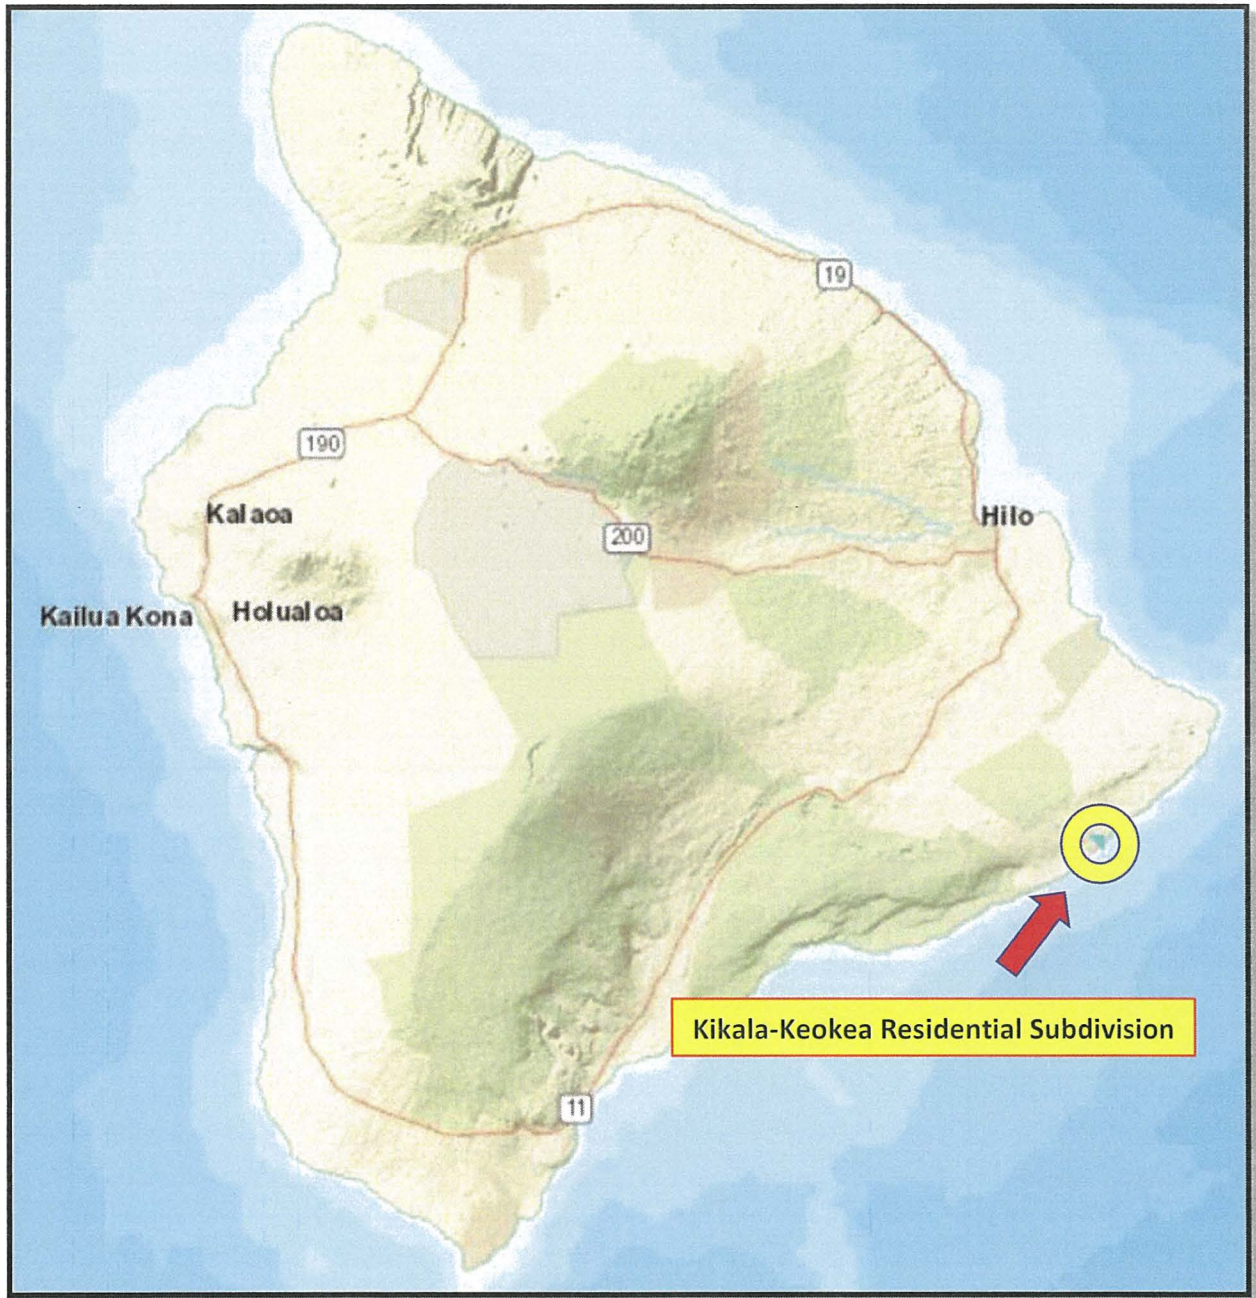 19
190
Kalaoa
Hilo
200
Kailua Kona
Holualoa
Kikala-Keokea Residential Subdivision
11